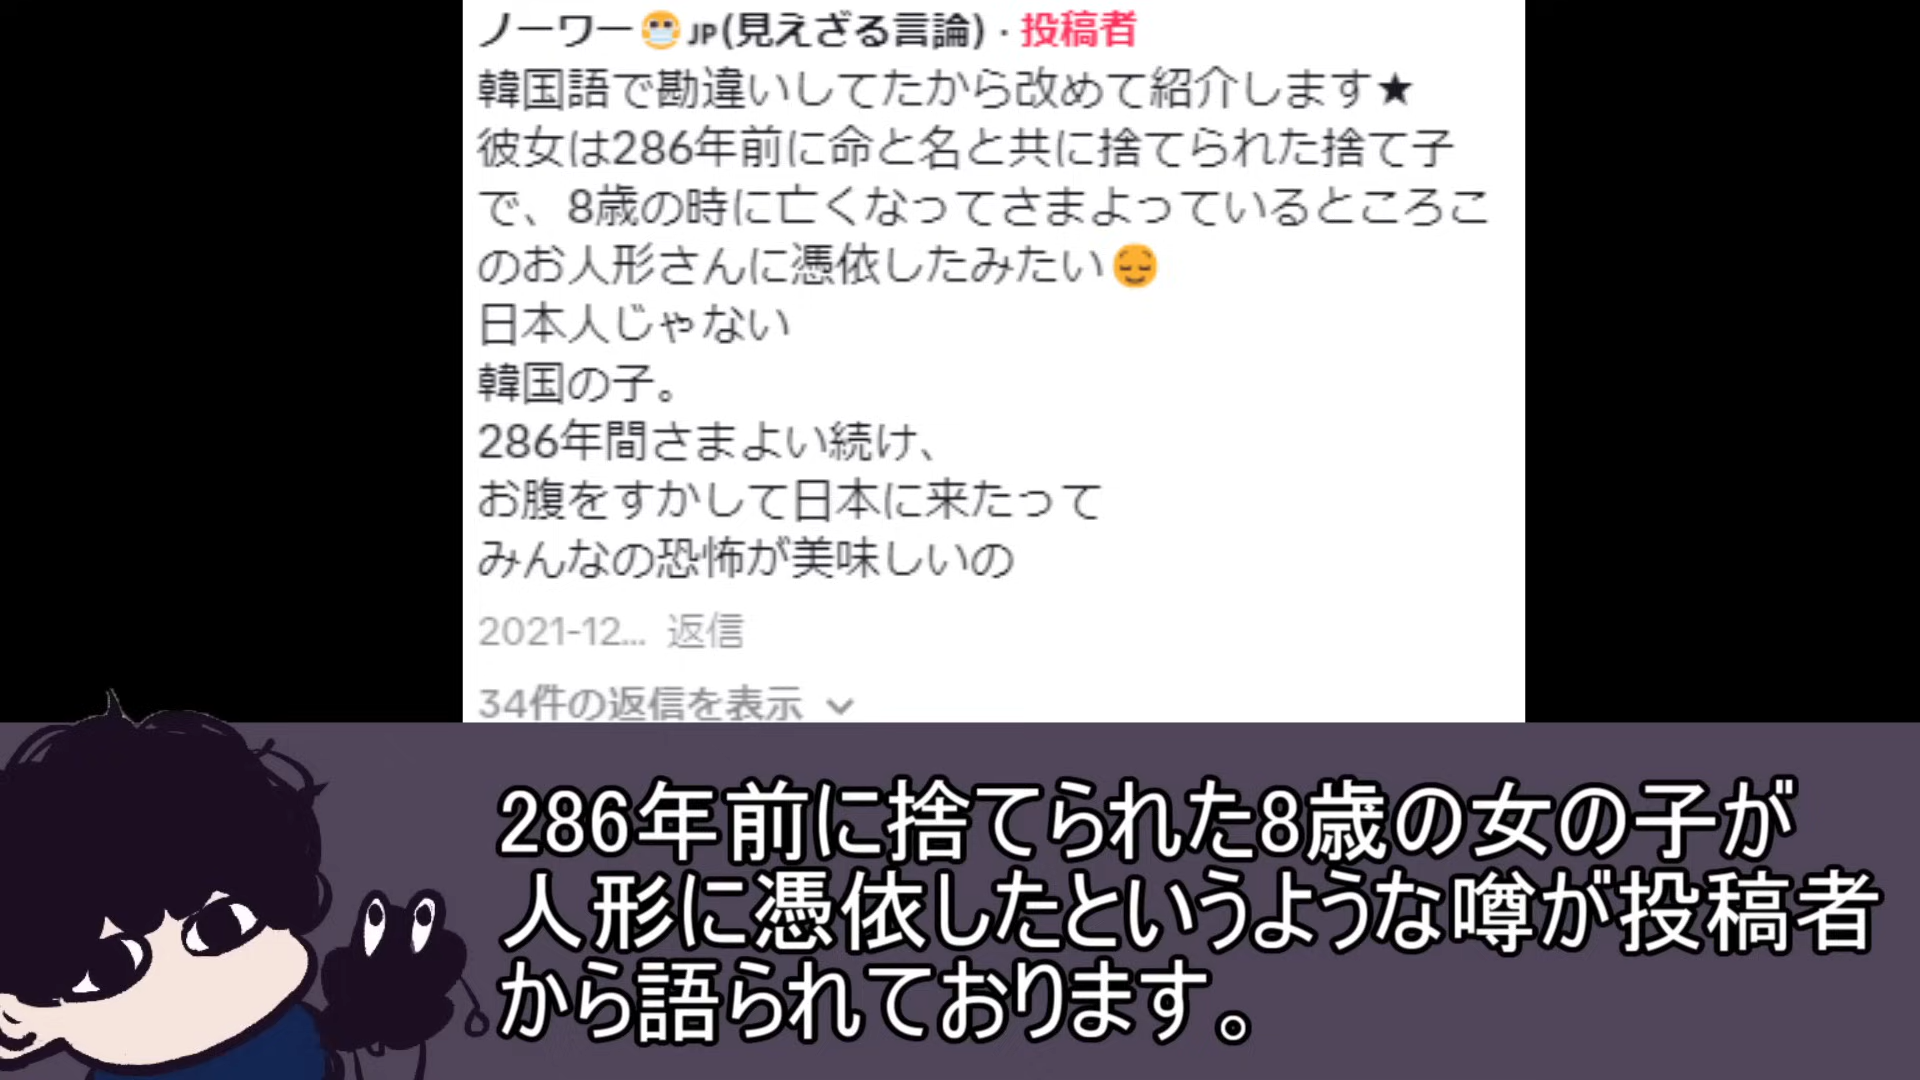 ノーワー😷JP(見えざる言論)・投稿者
韓国語で勘違いしてたから改めて紹介します★
彼女は286年前に命と名と共に捨てられた捨て子
で、8歳の時に亡くなってさまよっているところこ
のお人形さんに憑依したみたい😌
日本人じゃない
韓国の子。
286年間さまよい続け、
お腹をすかして日本に来たって
みんなの恐怖が美味しいの
2021-12... 返信
34件の返信を表示
286年前に捨てられた8歳の女の子が
人形に憑依したというような噂が投稿者
から語られております。